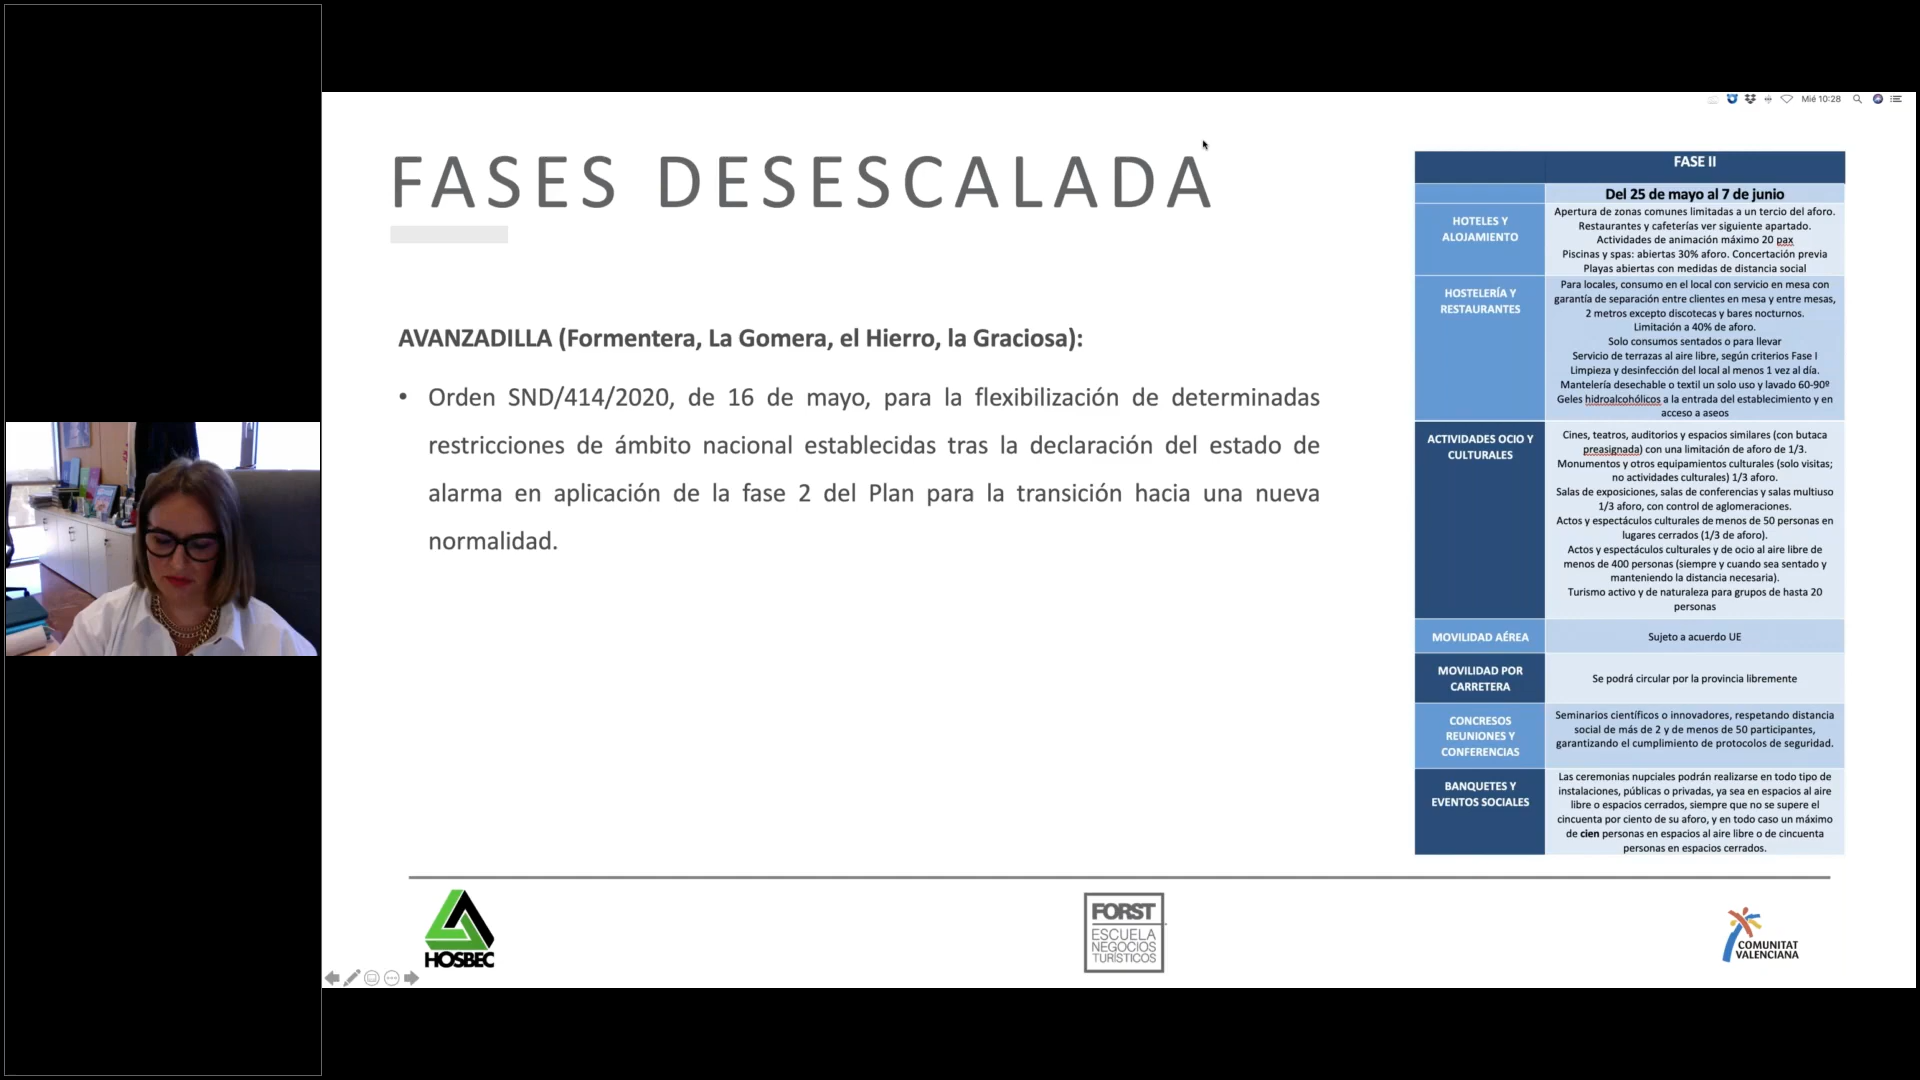 Mié 10:28
FASES DESESCALADA
AVANZADILLA (Formentera, La Gomera, el Hierro, la Graciosa):
• Orden SND/414/2020, de 16 de mayo, para la flexibilización de determinadas
restricciones de ámbito nacional establecidas tras la declaración del estado de
alarma en aplicación de la fase 2 del Plan para la transición hacia una nueva
normalidad.
FASE II
Del 25 de mayo al 7 de junio
HOTELES Y
ALOJAMIENTO
Apertura de zonas comunes limitadas a un tercio del aforo.
Restaurantes y cafeterías ver siguiente apartado.
Actividades de animación máximo 20 pax
Piscinas y spas: abiertas 30% aforo. Concertación previa
Playas abiertas con medidas de distancia social
HOSTELERÍA Y
RESTAURANTES
Para locales, consumo en el local con servicio en mesa con
garantía de separación entre clientes en mesa y entre mesas,
2 metros excepto discotecas y bares nocturnos.
Limitación a 40% de aforo.
Solo consumos sentados o para llevar
Servicio de terrazas al aire libre, según criterios Fase I
Limpieza y desinfección del local al menos 1 vez al día.
Mantelería desechable o textil un solo uso y lavado 60-90º
Geles hidroalcohólicos a la entrada del establecimiento y en
acceso a aseos
ACTIVIDADES OCIO Y
CULTURALES
Cines, teatros, auditorios y espacios similares (con butaca
preasignada) con una limitación de aforo de 1/3.
Monumentos y otros equipamientos culturales (solo visitas;
no actividades culturales) 1/3 aforo.
Salas de exposiciones, salas de conferencias y salas multiuso
1/3 aforo, con control de aglomeraciones.
Actos y espectáculos culturales de menos de 50 personas en
lugares cerrados (1/3 de aforo).
Actos y espectáculos culturales y de ocio al aire libre de
menos de 400 personas (siempre y cuando sea sentado y
manteniendo la distancia necesaria).
Turismo activo y de naturaleza para grupos de hasta 20
personas
MOVILIDAD AÉREA
Sujeto a acuerdo UE
MOVILIDAD POR
CARRETERA
Se podrá circular por la provincia libremente
CONCRESOS
REUNIONES Y
CONFERENCIAS
Seminarios científicos o innovadores, respetando distancia
social de más de 2 y de menos de 50 participantes,
garantizando el cumplimiento de protocolos de seguridad.
BANQUETES Y
EVENTOS SOCIALES
Las ceremonias nupciales podrán realizarse en todo tipo de
instalaciones, públicas o privadas, ya sea en espacios al aire
libre o espacios cerrados, siempre que no se supere el
cincuenta por ciento de su aforo, y en todo caso un máximo
de cien personas en espacios al aire libre o de cincuenta
personas en espacios cerrados.
HOSBEC
FORST
ESCUELA
NEGOCIOS
TURÍSTICOS
COMUNITAT
VALENCIANA